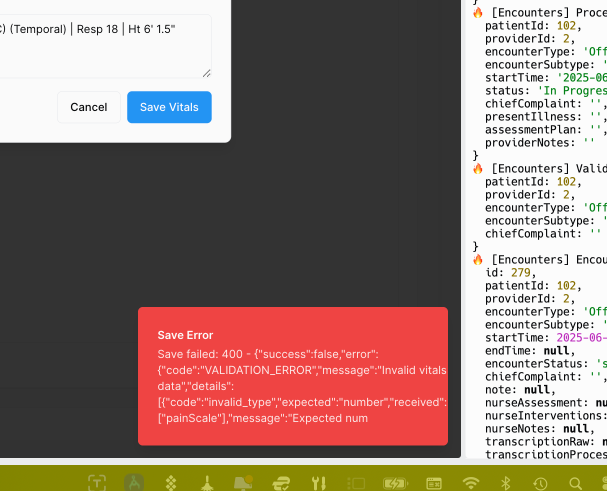 C) (Temporal) | Resp 18 | Ht 6' 1.5"
Cancel
Save Vitals
Save Error
Save failed: 400 - {"success":false,"error":
{"code":"VALIDATION_ERROR","message":"Invalid vitals
data","details":
[{"code":"invalid_type","expected":"number","received":
["painScale"],"message":"Expected num
}
🔥 [Encounters] Proce
patientId: 102,
providerId: 2,
encounterType: 'Off
encounterSubtype: '
startTime: '2025-06
status: 'In Progres
chiefComplaint: '',
presentIllness: '',
assessmentPlan: '',
providerNotes: ''
}
🔥 [Encounters] Valid
patientId: 102,
providerId: 2,
encounterType: 'Off
encounterSubtype: '
chiefComplaint: ''
}
🔥 [Encounters] Encou
id: 279,
patientId: 102,
providerId: 2,
encounterType: 'Off
encounterSubtype: '
startTime: 2025-06-
endTime: null,
encounterStatus: 's
chiefComplaint: '',
note: null,
nurseAssessment: nu
nurseInterventions:
nurseNotes: null,
transcriptionRaw: n
transcriptionProces